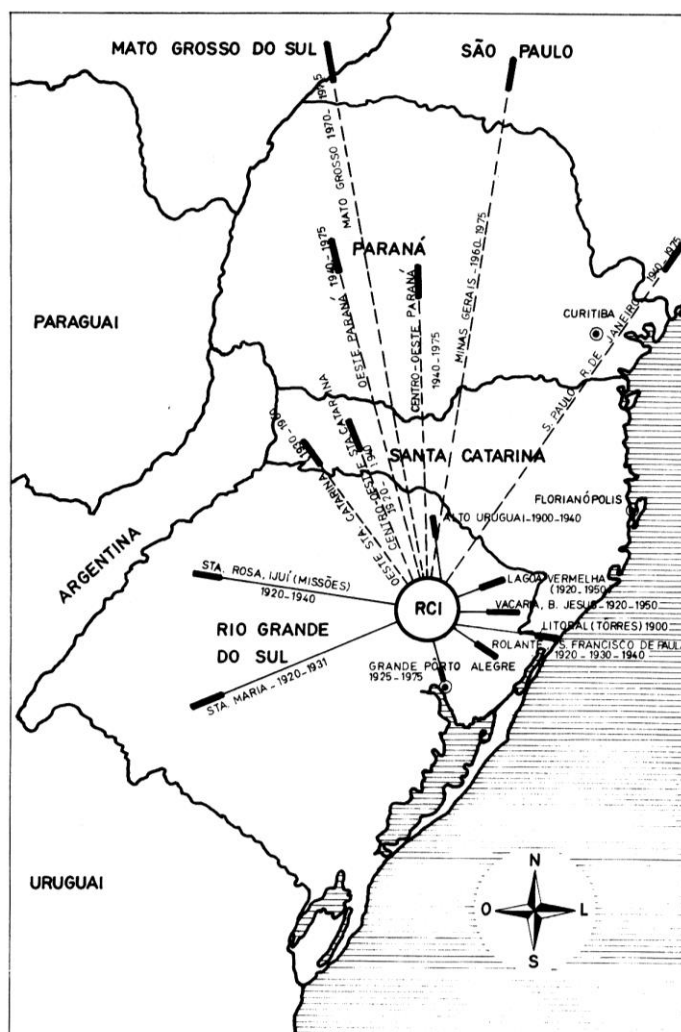 MATO GROSSO DO SUL
SÃO PAULO
MATO GROSSO 1970-1975
PARANÁ
OESTE PARANÁ 1940-1975
CENTRO-OESTE PARANÁ
1940-1975
MINAS GERAIS-1960-1975
S. PAULO, R. DE JANEIRO 1940-1975
CURITIBA
PARAGUAI
OESTE STA. CATARINA 1930-1960
CENTRO OESTE STA CATARINA
1920-1940
SANTA CATARINA
FLORIANÓPOLIS
ALTO URUGUAI-1900-1940
ARGENTINA
STA. ROSA, IJUÍ (MISSÕES)
1920-1940
LAGOA VERMELHA
(1920-1950)
RCI
VACARIA, B. JESUS-1920-1950
LITORAL (TORRES) 1900
RIO GRANDE
DO SUL
ROLANTE, S. FRANCISCO DE PAULA
1920-1930-1940
GRANDE PÔRTO ALEGRE
1925-1975
STA. MARIA-1920-1931
URUGUAI
N
O
L
S